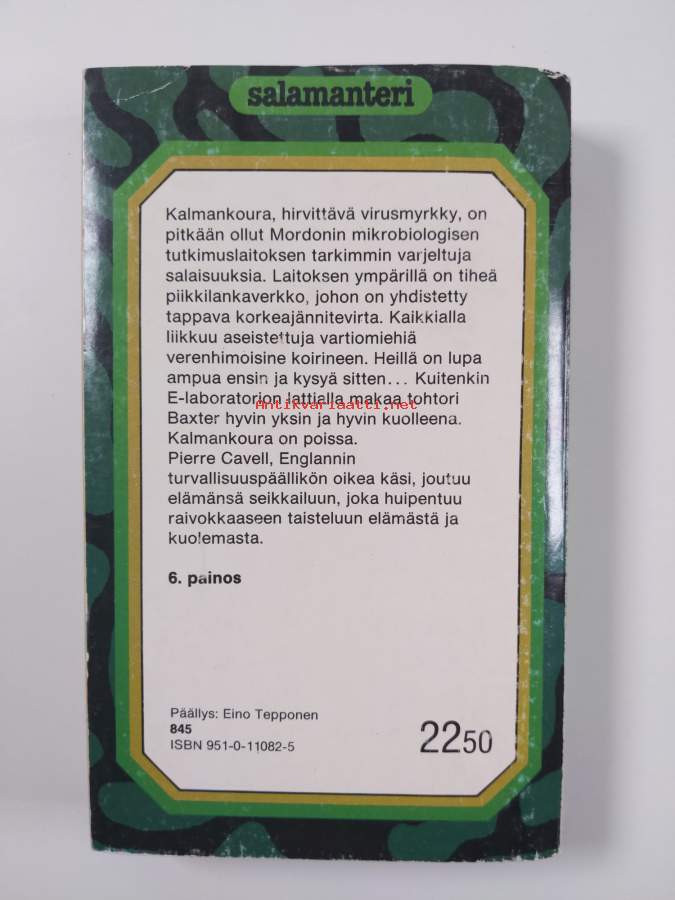 salamanteri
Kalmankoura, hirvittävä virusmyrkky, on
pitkään ollut Mordonin mikrobiologisen
tutkimuslaitoksen tarkimmin varjeltuja
salaisuuksia. Laitoksen ympärillä on tiheä
piikkilankaverkko, johon on yhdistetty
tappava korkeajännitevirta. Kaikkialla
liikkuu aseistettuja vartiomiehiä
verenhimoisine koirineen. Heillä on lupa
ampua ensin ja kysyä sitten... Kuitenkin
E-laboratorion lattialla makaa tohtori
Antikvariaatti.net
Baxter hyvin yksin ja hyvin kuolleena.
Kalmankoura on poissa.
Pierre Cavell, Englannin
turvallisuuspäällikön oikea käsi, joutuu
elämänsä seikkailuun, joka huipentuu
raivokkaaseen taisteluun elämästä ja
kuolemasta.
6. painos
Päällys: Eino Tepponen
845
ISBN 951-0-11082-5
2250